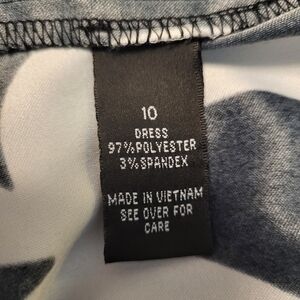 10
DRESS
97%POLYESTER
3%SPANDEX
MADE IN VIETNAM
SEE OVER FOR
CARE